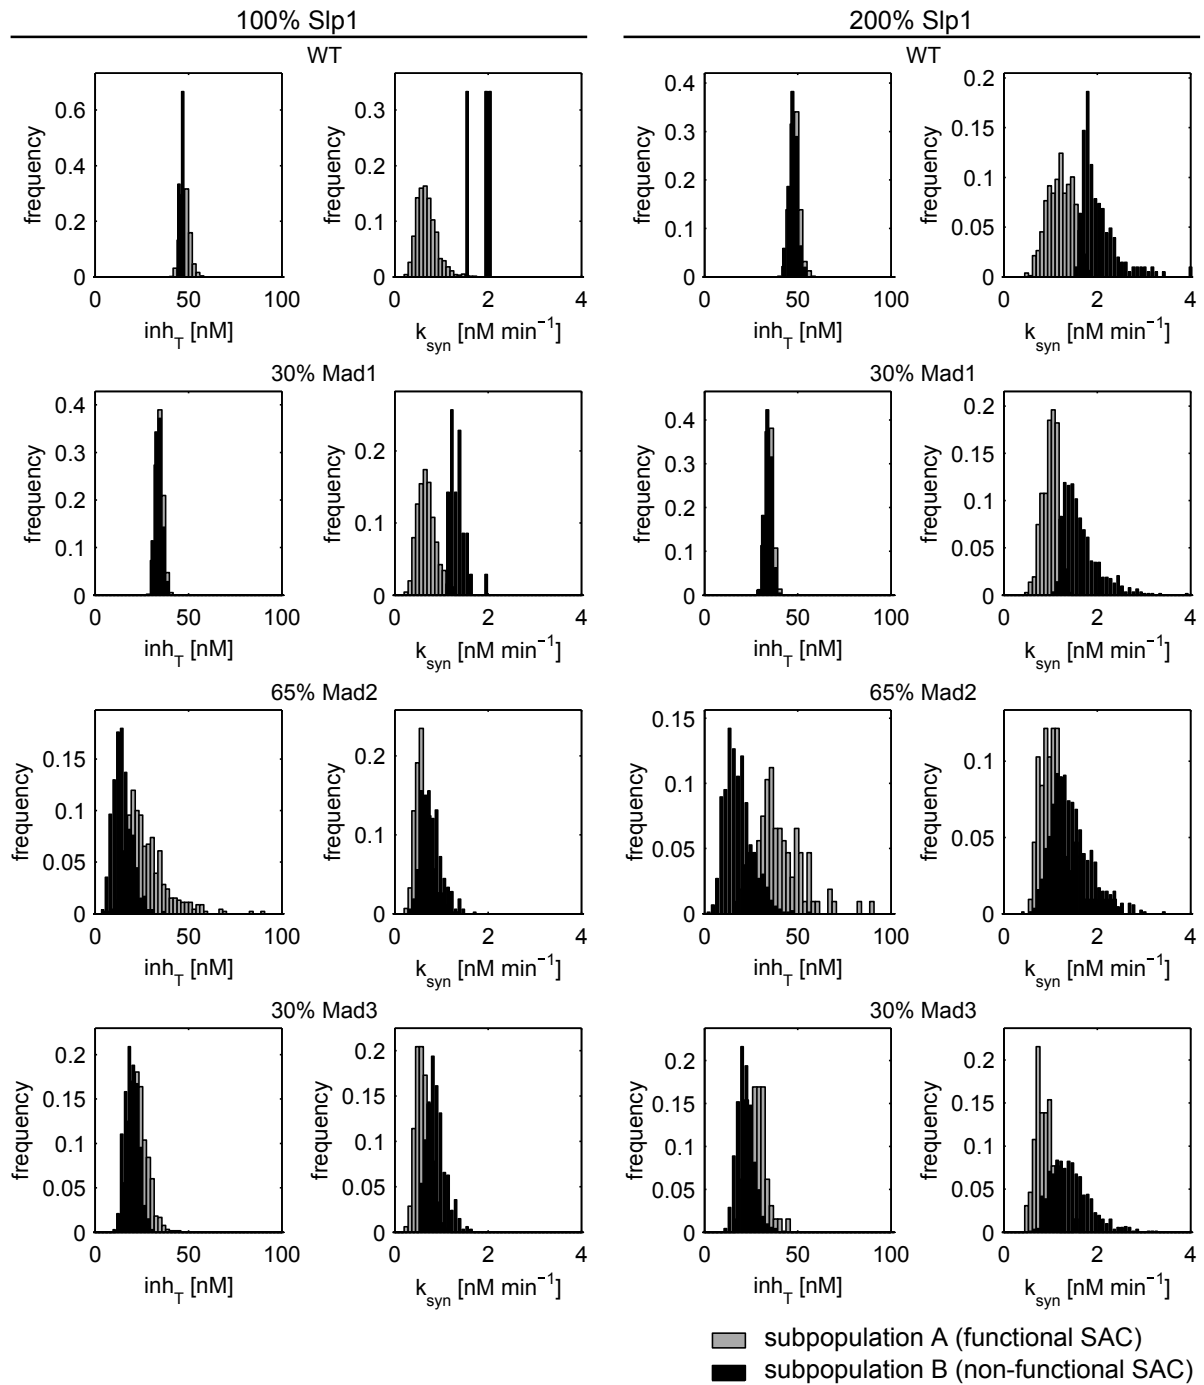 100% Slp1
200% Slp1
WT
WT
frequency
0.6
0.4
0.2
0
0
50
100
inh_T [nM]
frequency
0.3
0.2
0.1
0
0
2
4
k_syn [nM min⁻¹]
frequency
0.4
0.3
0.2
0.1
0
0
50
100
inh_T [nM]
frequency
0.2
0.15
0.1
0.05
0
0
2
4
k_syn [nM min⁻¹]
30% Mad1
30% Mad1
frequency
0.4
0.3
0.2
0.1
0
0
50
100
inh_T [nM]
frequency
0.2
0.1
0
0
2
4
k_syn [nM min⁻¹]
frequency
0.4
0.3
0.2
0.1
0
0
50
100
inh_T [nM]
frequency
0.2
0.15
0.1
0.05
0
0
2
4
k_syn [nM min⁻¹]
65% Mad2
65% Mad2
frequency
0.15
0.1
0.05
0
0
50
100
inh_T [nM]
frequency
0.2
0.1
0
0
2
4
k_syn [nM min⁻¹]
frequency
0.15
0.1
0.05
0
0
50
100
inh_T [nM]
frequency
0.1
0.05
0
0
2
4
k_syn [nM min⁻¹]
30% Mad3
30% Mad3
frequency
0.2
0.15
0.1
0.05
0
0
50
100
inh_T [nM]
frequency
0.2
0.15
0.1
0.05
0
0
2
4
k_syn [nM min⁻¹]
frequency
0.2
0.15
0.1
0.05
0
0
50
100
inh_T [nM]
frequency
0.2
0.15
0.1
0.05
0
0
2
4
k_syn [nM min⁻¹]
subpopulation A (functional SAC)
subpopulation B (non-functional SAC)